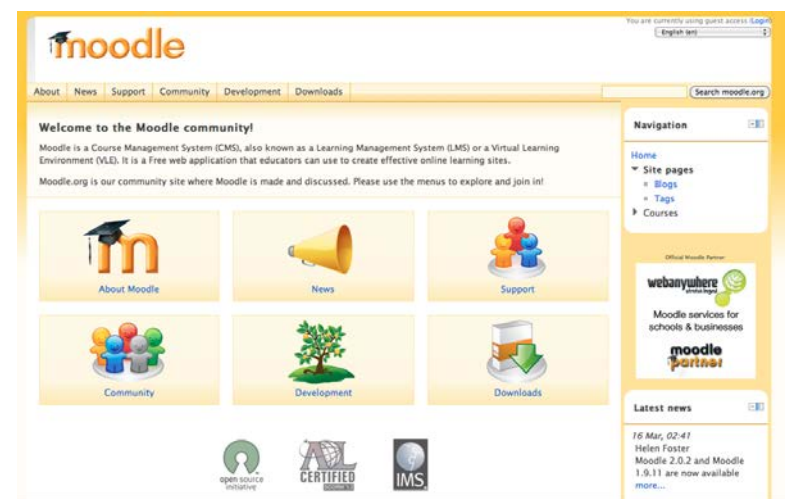 You are currently using guest access (Login)
English (en)
moodle
About News Support Community Development Downloads
Search moodle.org
Welcome to the Moodle community!
Moodle is a Course Management System (CMS), also known as a Learning Management System (LMS) or a Virtual Learning
Environment (VLE). It is a Free web application that educators can use to create effective online learning sites.
Moodle.org is our community site where Moodle is made and discussed. Please use the menus to explore and join in!
About Moodle
News
Support
Community
Development
Downloads
open source
initiative
AL
CERTIFIED
IMS
Navigation
Home
Site pages
Blogs
Tags
Courses
Official Moodle Partner
webanywhere
Moodle services for
schools & businesses
moodle
partner
Latest news
16 Mar, 02:41
Helen Foster
Moodle 2.0.2 and Moodle
1.9.11 are now available
more...